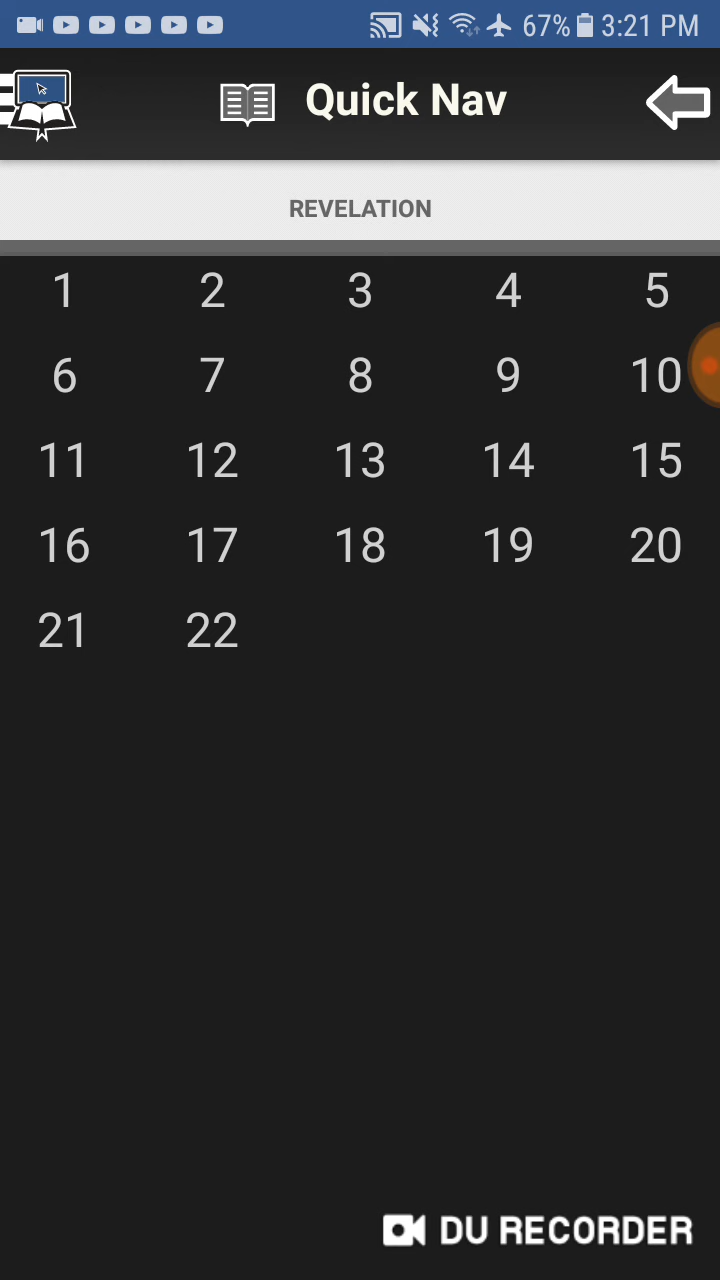 67% 3:21 PM
Quick Nav
REVELATION
1 2 3 4 5
6 7 8 9 10
11 12 13 14 15
16 17 18 19 20
21 22
DU RECORDER